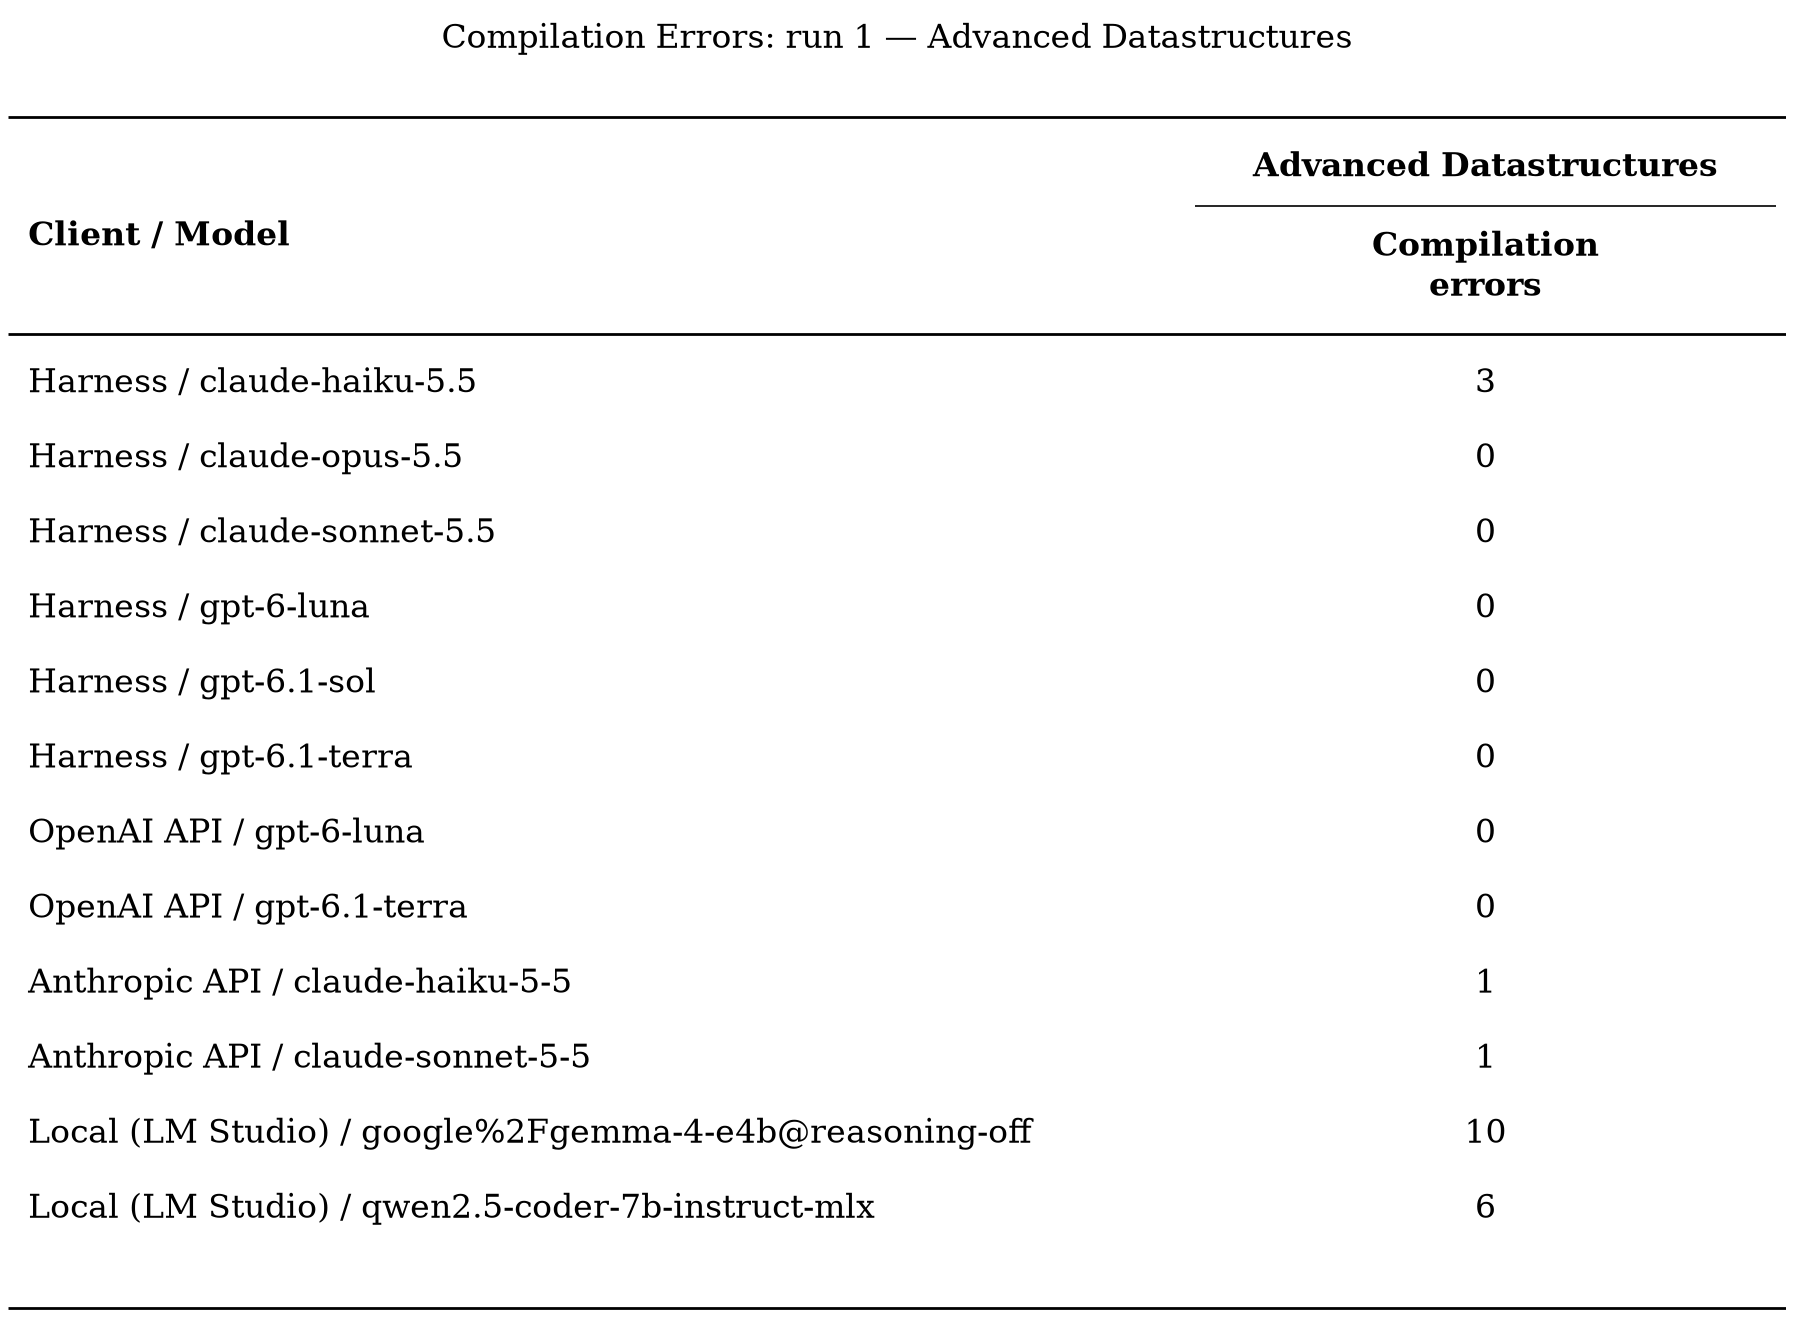 Compilation Errors: run 1 — Advanced Datastructures
Advanced Datastructures
Client / Model
Compilation
errors
Harness / claude-haiku-5.5 3
Harness / claude-opus-5.5 0
Harness / claude-sonnet-5.5 0
Harness / gpt-6-luna 0
Harness / gpt-6.1-sol 0
Harness / gpt-6.1-terra 0
OpenAI API / gpt-6-luna 0
OpenAI API / gpt-6.1-terra 0
Anthropic API / claude-haiku-5-5 1
Anthropic API / claude-sonnet-5-5 1
Local (LM Studio) / google%2Fgemma-4-e4b@reasoning-off 10
Local (LM Studio) / qwen2.5-coder-7b-instruct-mlx 6